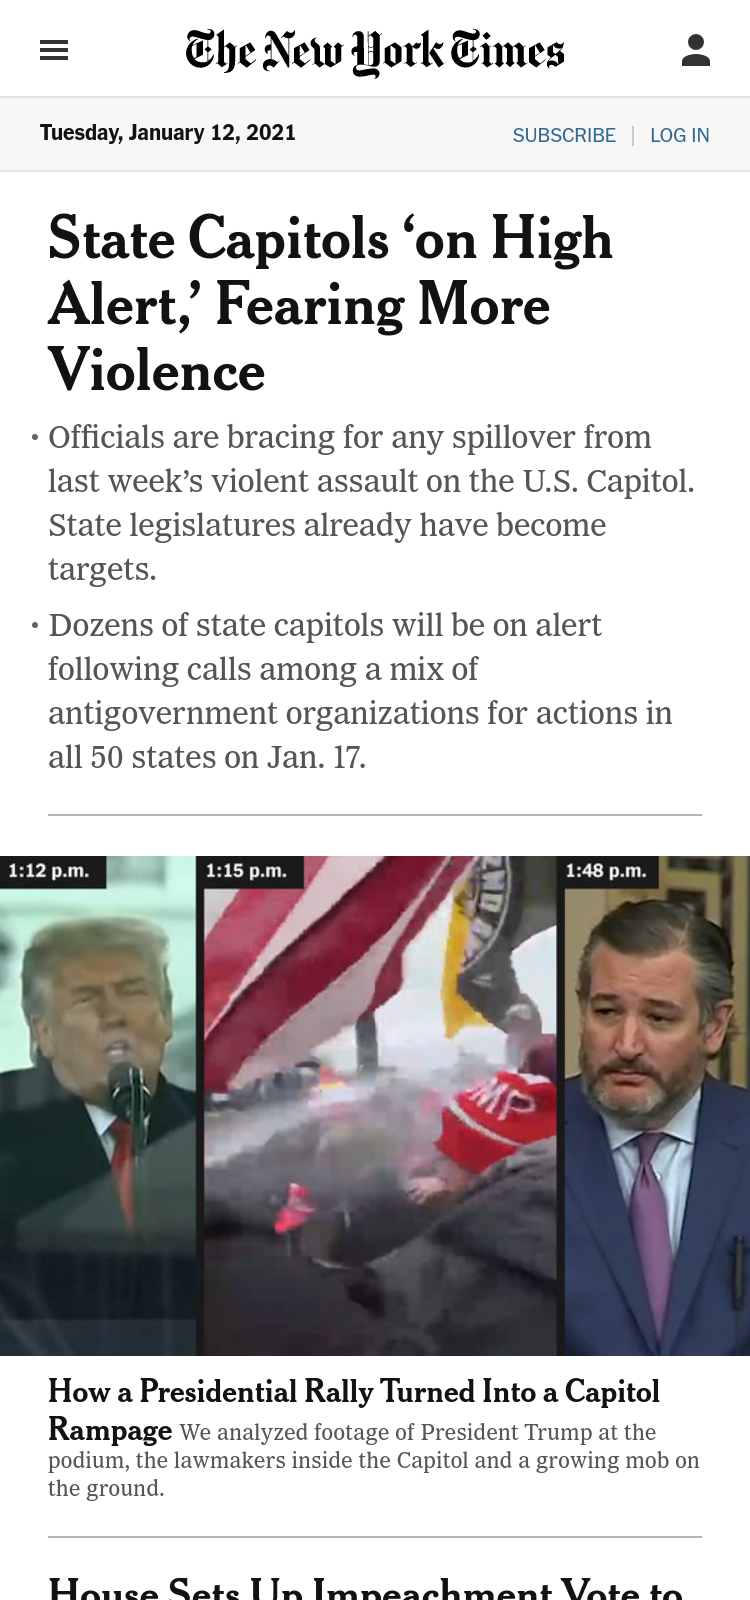 The New York Times
Tuesday, January 12, 2021
SUBSCRIBE | LOG IN
State Capitols ‘on High
Alert,’ Fearing More
Violence
• Officials are bracing for any spillover from
last week’s violent assault on the U.S. Capitol.
State legislatures already have become
targets.
• Dozens of state capitols will be on alert
following calls among a mix of
antigovernment organizations for actions in
all 50 states on Jan. 17.
1:12 p.m.
1:15 p.m.
1:48 p.m.
How a Presidential Rally Turned Into a Capitol
Rampage We analyzed footage of President Trump at the
podium, the lawmakers inside the Capitol and a growing mob on
the ground.
House Sets Up Impeachment Vote to